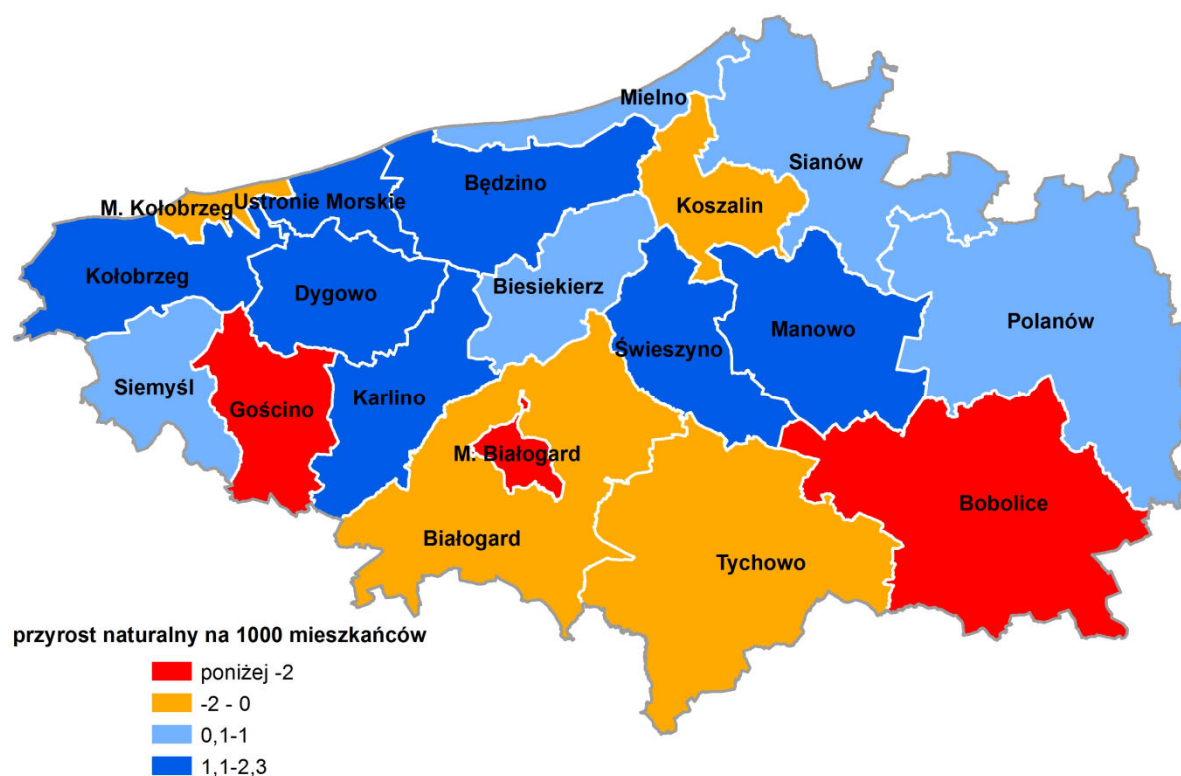 Mielno
Sianów
Będzino
Ustronie Morskie
M. Kołobrzeg
Koszalin
Kołobrzeg
Dygowo
Biesiekierz
Polanów
Manowo
Świeszyno
Siemyśl
Gościno
Karlino
M. Białogard
Bobolice
Białogard
Tychowo
przyrost naturalny na 1000 mieszkańców
poniżej -2
-2 - 0
0,1-1
1,1-2,3